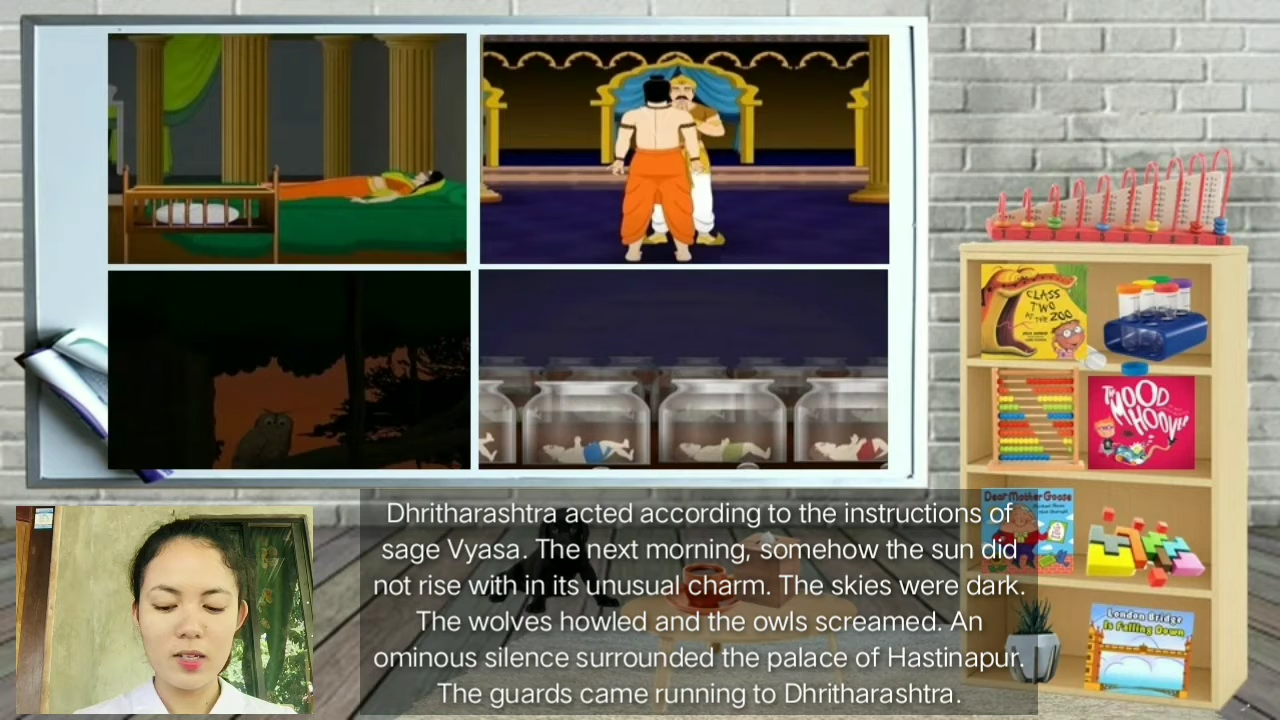 CLASS
TWO
AT THE ZOO
The
MOOD
HOOVER
Dear Mother Goose
London Bridge
Is Falling Down
Dhritharashtra acted according to the instructions of
sage Vyasa. The next morning, somehow the sun did
not rise with in its unusual charm. The skies were dark.
The wolves howled and the owls screamed. An
ominous silence surrounded the palace of Hastinapur.
The guards came running to Dhritharashtra.